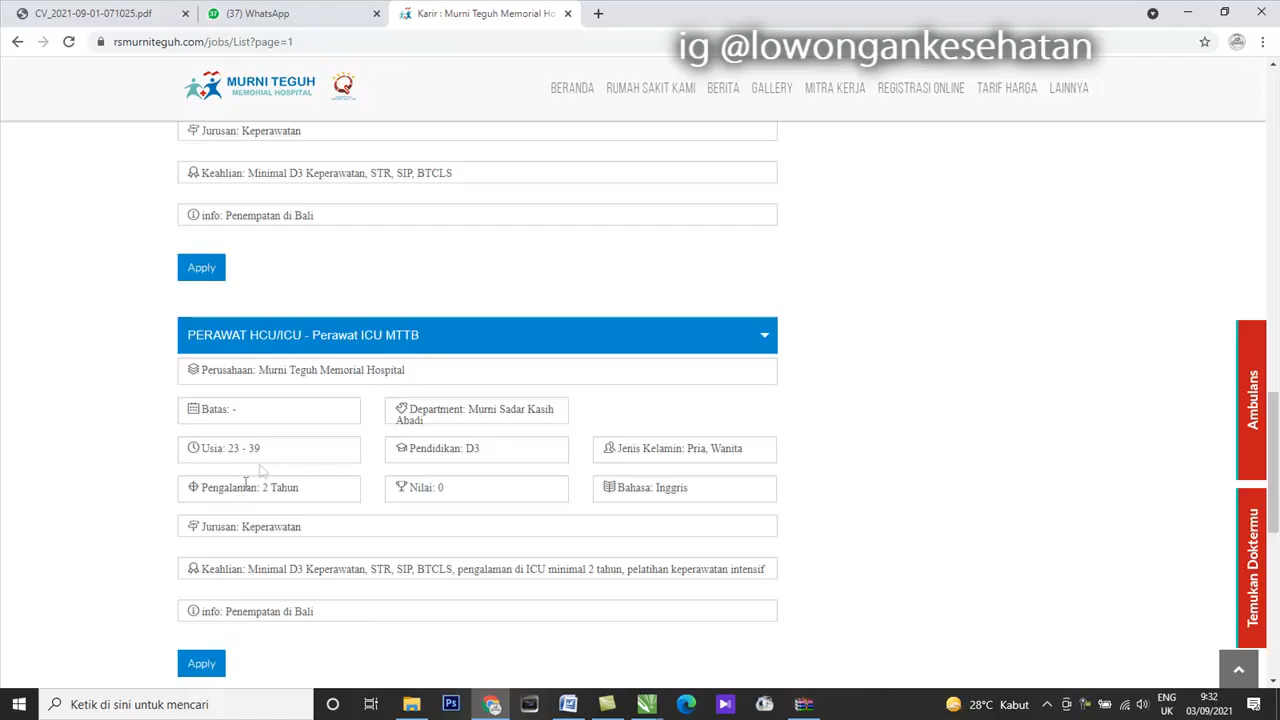 CV_2021-09-01-071025.pdf
(37) WhatsApp
Karir : Murni Teguh Memorial Ho
rsmurniteguh.com/jobs/List?page=1
ig @lowongankesehatan
MURNI TEGUH
MEMORIAL HOSPITAL
BERANDA RUMAH SAKIT KAMI BERITA GALLERY MITRA KERJA REGISTRASI ONLINE TARIF HARGA LAINNYA
Jurusan: Keperawatan
Keahlian: Minimal D3 Keperawatan, STR, SIP, BTCLS
info: Penempatan di Bali
Apply
PERAWAT HCU/ICU - Perawat ICU MTTB
Perusahaan: Murni Teguh Memorial Hospital
Batas: -
Department: Murni Sadar Kasih
Abadi
Usia: 23 - 39
Pendidikan: D3
Jenis Kelamin: Pria, Wanita
Pengalaman: 2 Tahun
Nilai: 0
Bahasa: Inggris
Jurusan: Keperawatan
Keahlian: Minimal D3 Keperawatan, STR, SIP, BTCLS, pengalaman di ICU minimal 2 tahun, pelatihan keperawatan intensif
info: Penempatan di Bali
Apply
Ambulans
Temukan Doktermu
Ketik di sini untuk mencari
28°C Kabut
ENG
UK
9:32
03/09/2021